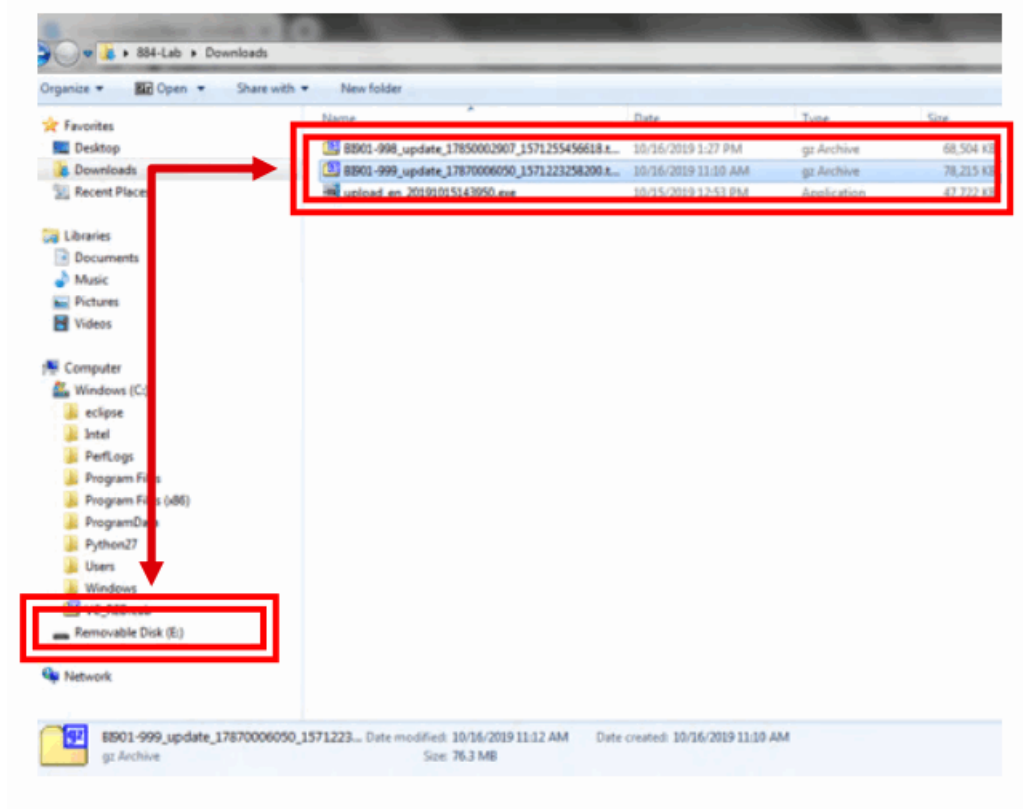 884-Lab ▸ Downloads
Organize Open Share with New folder
Name Date Type Size
BI901-998_update_17850002907_1571255456618.t... 10/16/2019 1:27 PM gz Archive 68,504 KB
BI901-999_update_17870006050_1571223258200.t... 10/16/2019 11:10 AM gz Archive 78,215 KB
upload_en_20191015143950.exe 10/15/2019 12:53 PM Application 47,722 KB
Favorites
Desktop
Downloads
Recent Places
Libraries
Documents
Music
Pictures
Videos
Computer
Windows (C:)
eclipse
Intel
PerfLogs
Program Files
Program Files (x86)
ProgramData
Python27
Users
Windows
Removable Disk (E:)
Network
BI901-999_update_17870006050_1571223... Date modified: 10/16/2019 11:12 AM Date created: 10/16/2019 11:10 AM
gz Archive Size: 76.3 MB